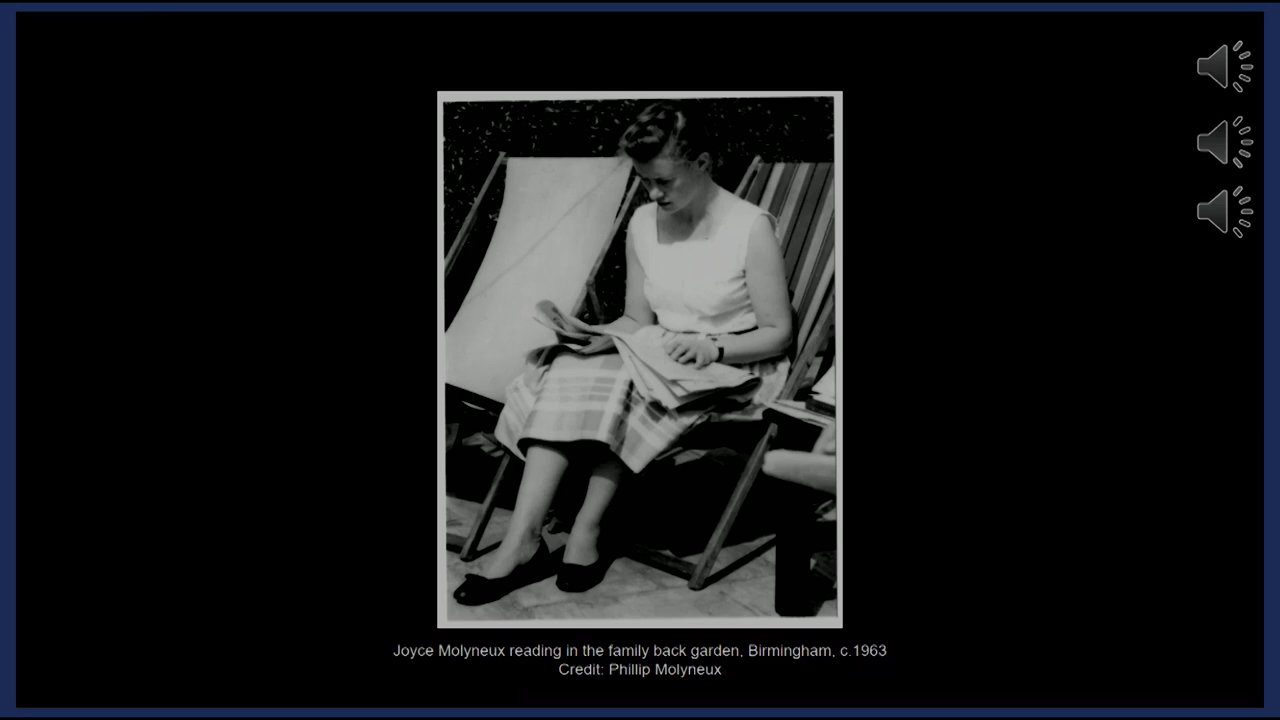 Joyce Molyneux reading in the family back garden, Birmingham, c.1963
Credit: Phillip Molyneux